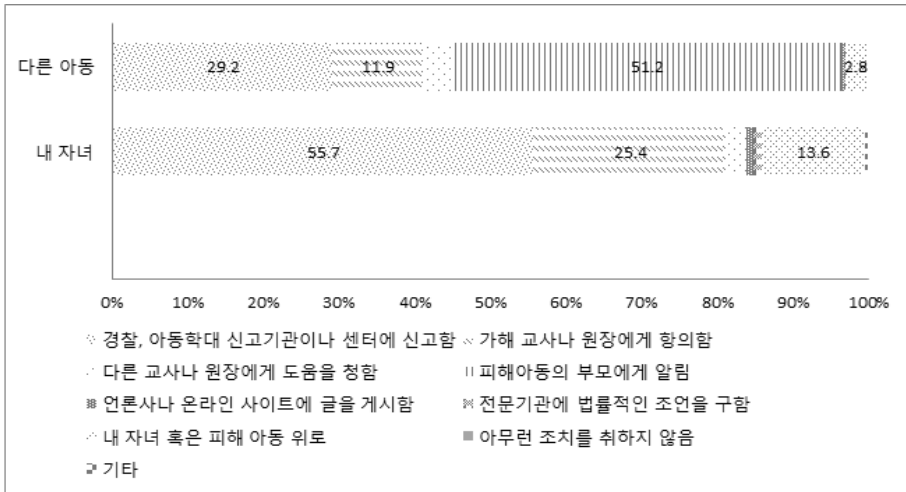 다른 아동
29.2
11.9
51.2
2.8
내 자녀
55.7
25.4
13.6
0% 10% 20% 30% 40% 50% 60% 70% 80% 90% 100%
경찰, 아동학대 신고기관이나 센터에 신고함 가해 교사나 원장에게 항의함
다른 교사나 원장에게 도움을 청함 피해아동의 부모에게 알림
언론사나 온라인 사이트에 글을 게시함 전문기관에 법률적인 조언을 구함
내 자녀 혹은 피해 아동 위로 아무런 조치를 취하지 않음
기타